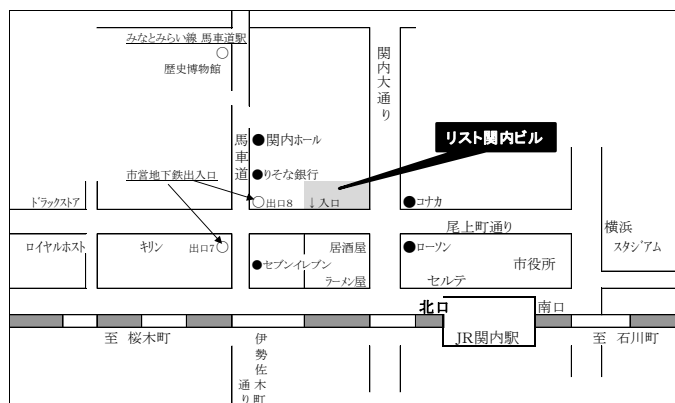 みなとみらい線 馬車道駅
歴史博物館
関内大通り
馬車道
関内ホール
リスト関内ビル
りそな銀行
市営地下鉄出入口
ドラックストア
出口8
↓入口
コナカ
尾上町通り
横浜
スタジアム
ロイヤルホスト
キリン
出口7
居酒屋
ローソン
セブンイレブン
市役所
ラーメン屋
セルテ
北口
南口
至 桜木町
伊勢佐木町通り
JR関内駅
至 石川町